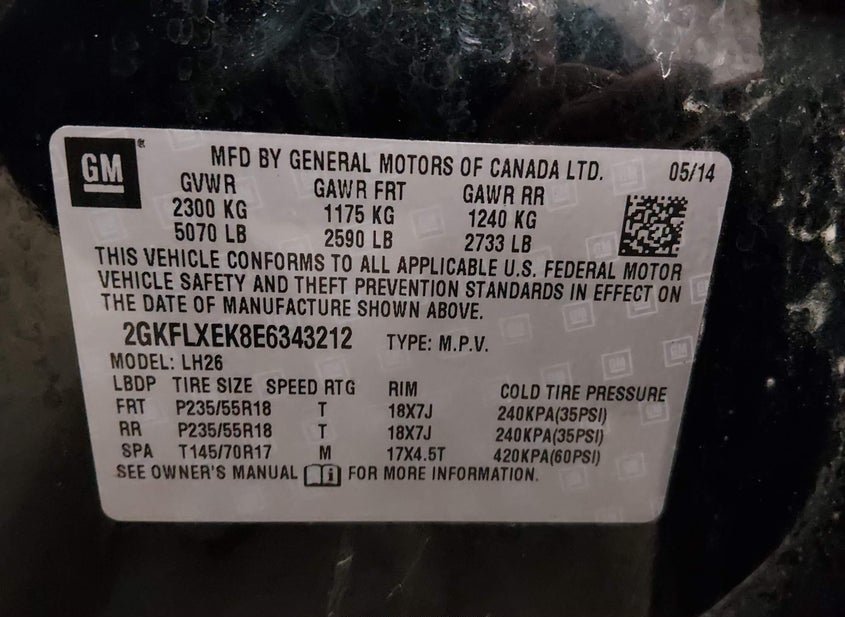 GM
MFD BY GENERAL MOTORS OF CANADA LTD. 05/14
GVWR GAWR FRT GAWR RR
2300 KG 1175 KG 1240 KG
5070 LB 2590 LB 2733 LB
THIS VEHICLE CONFORMS TO ALL APPLICABLE U.S. FEDERAL MOTOR
VEHICLE SAFETY AND THEFT PREVENTION STANDARDS IN EFFECT ON
THE DATE OF MANUFACTURE SHOWN ABOVE.
2GKFLXEK8E6343212 TYPE: M.P.V.
MODEL: LH26
LBDP TIRE SIZE SPEED RTG RIM COLD TIRE PRESSURE
FRT P235/55R18 T 18X7J 240KPA(35PSI)
RR P235/55R18 T 18X7J 240KPA(35PSI)
SPA T145/70R17 M 17X4.5T 420KPA(60PSI)
SEE OWNER'S MANUAL i FOR MORE INFORMATION.